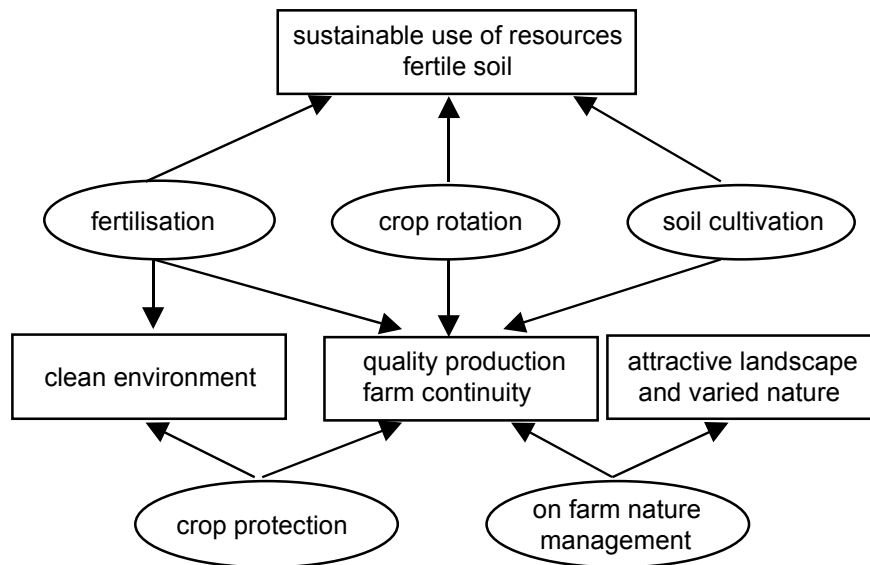 sustainable use of resources
fertile soil
fertilisation
crop rotation
soil cultivation
clean environment
quality production
farm continuity
attractive landscape
and varied nature
crop protection
on farm nature
management